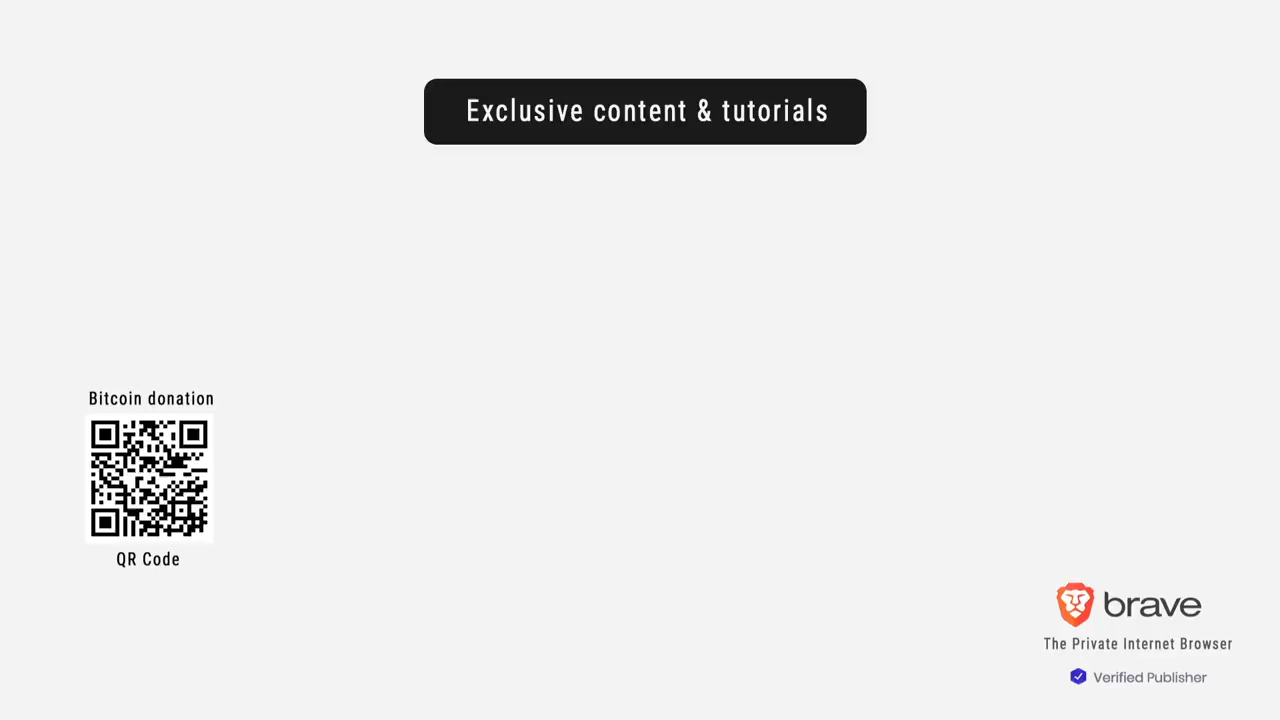 Exclusive content & tutorials
Bitcoin donation
QR Code
brave
The Private Internet Browser
Verified Publisher